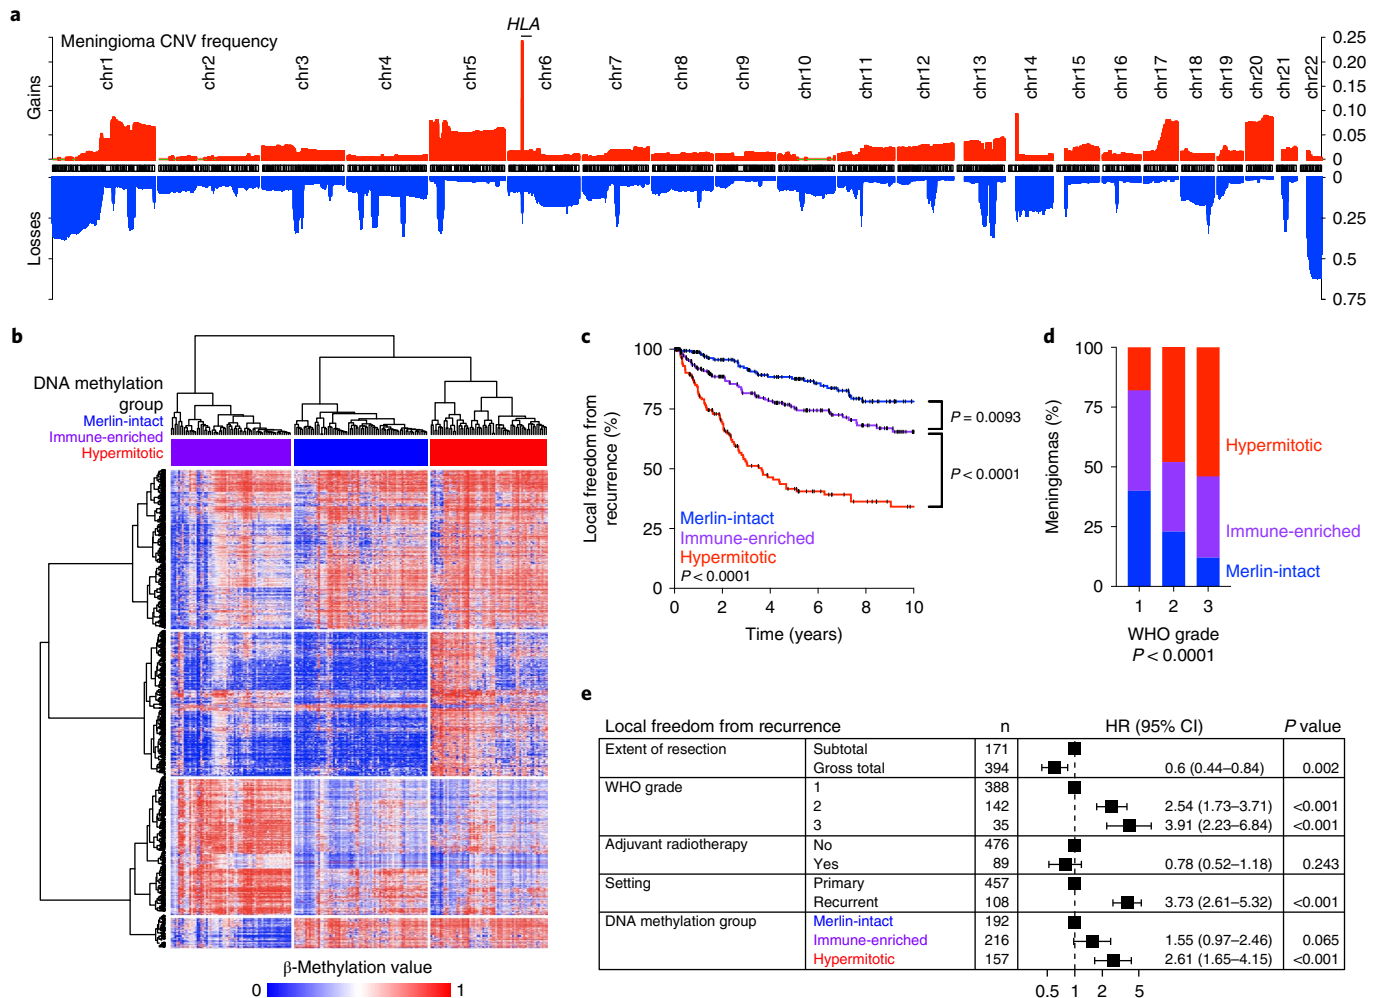 a
HLA
Meningioma CNV frequency
Gains
Losses
chr1
chr2
chr3
chr4
chr5
chr6
chr7
chr8
chr9
chr10
chr11
chr12
chr13
chr14
chr15
chr16
chr17
chr18
chr19
chr20
chr21
chr22
0.25
0.20
0.15
0.10
0.05
0
0
0.25
0.5
0.75
b
DNA methylation
group
Merlin-intact
Immune-enriched
Hypermitotic
β-Methylation value
0 1
c
Local freedom from
recurrence (%)
100
75
50
25
0
Merlin-intact
Immune-enriched
Hypermitotic
P < 0.0001
P = 0.0093
P < 0.0001
0 2 4 6 8 10
Time (years)
d
Meningiomas (%)
100
75
50
25
0
Hypermitotic
Immune-enriched
Merlin-intact
1 2 3
WHO grade
P < 0.0001
e
Local freedom from recurrence n HR (95% CI) P value
Extent of resection Subtotal 171
Gross total 394 0.6 (0.44–0.84) 0.002
WHO grade 1 388
2 142 2.54 (1.73–3.71) <0.001
3 35 3.91 (2.23–6.84) <0.001
Adjuvant radiotherapy No 476
Yes 89 0.78 (0.52–1.18) 0.243
Setting Primary 457
Recurrent 108 3.73 (2.61–5.32) <0.001
DNA methylation group Merlin-intact 192
Immune-enriched 216 1.55 (0.97–2.46) 0.065
Hypermitotic 157 2.61 (1.65–4.15) <0.001
0.5 1 2 5